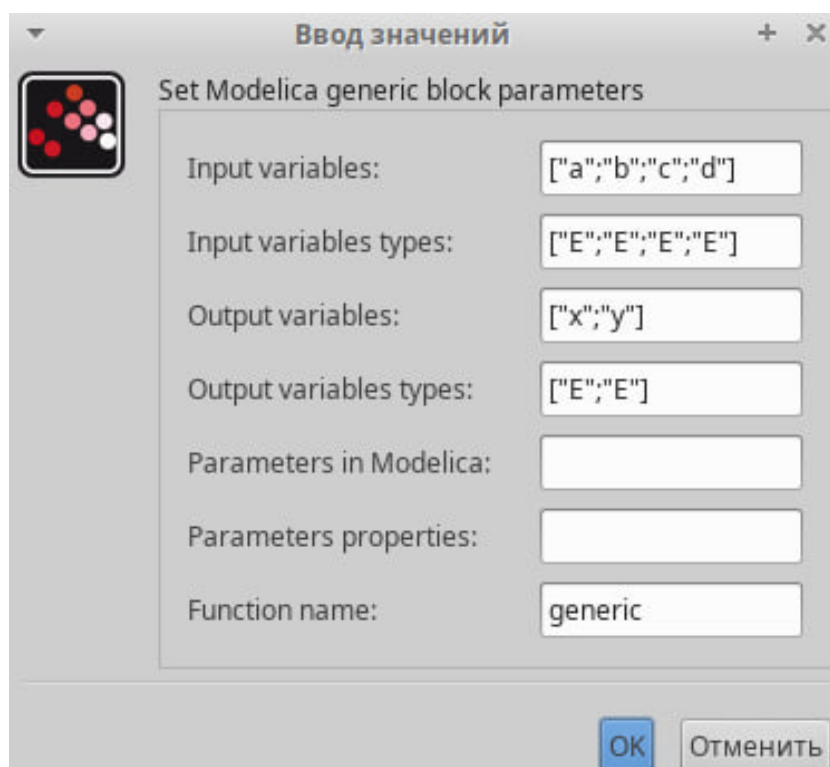 Ввод значений
Set Modelica generic block parameters
Input variables: ["a";"b";"c";"d"]
Input variables types: ["E";"E";"E";"E"]
Output variables: ["x";"y"]
Output variables types: ["E";"E"]
Parameters in Modelica:
Parameters properties:
Function name: generic
OK Отменить